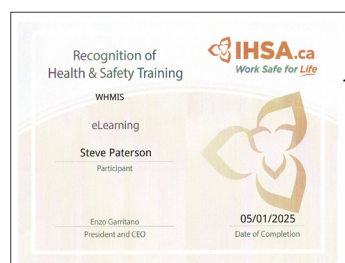 Recognition of
Health & Safety Training
IHSA.ca
Work Safe for Life
WHMIS
eLearning
Steve Paterson
Participant
Enzo Garritano
President and CEO
05/01/2025
Date of Completion